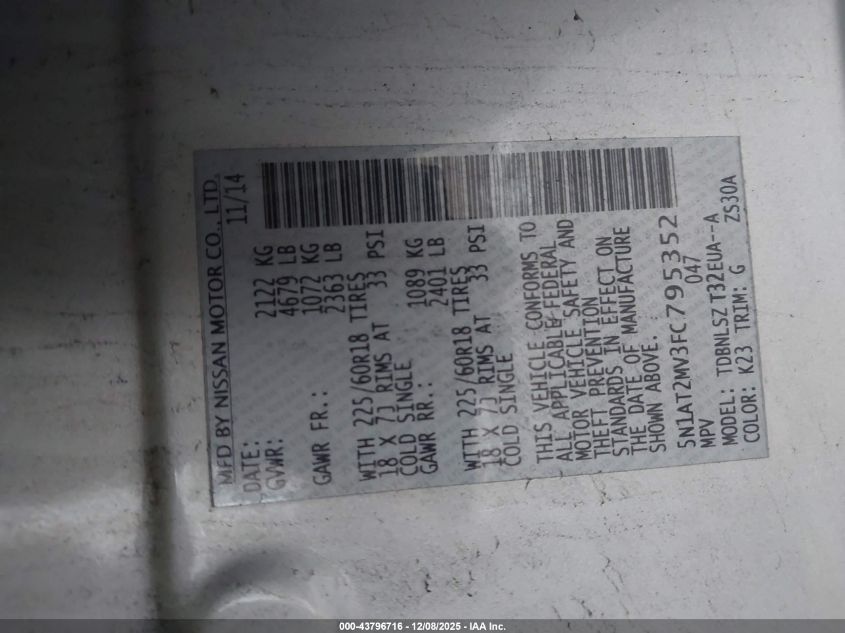 MFD BY NISSAN MOTOR CO., LTD.
DATE: 11/14
GVWR: 2122 KG
4679 LB
GAWR FR.: 1072 KG
2363 LB
WITH 225/60R18 TIRES
18 X 7J RIMS AT 33 PSI
COLD SINGLE
GAWR RR.: 1089 KG
2401 LB
WITH 225/60R18 TIRES
18 X 7J RIMS AT 33 PSI
COLD SINGLE
THIS VEHICLE CONFORMS TO
ALL APPLICABLE FEDERAL
MOTOR VEHICLE SAFETY AND
THEFT PREVENTION
STANDARDS IN EFFECT ON
THE DATE OF MANUFACTURE
SHOWN ABOVE.
5N1AT2MV3FC795352
MPV 047
MODEL: TDBNLSZ T32EUA--A
COLOR: K23 TRIM: G ZS30A
000-43796716 - 12/08/2025 - IAA Inc.